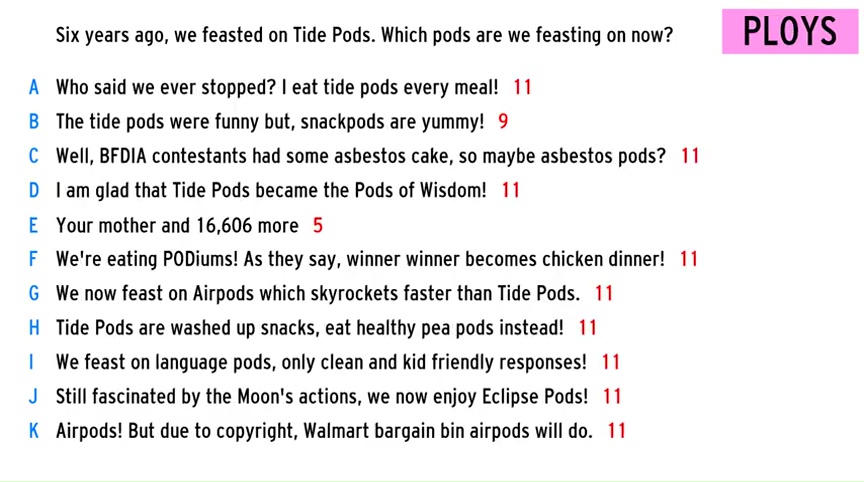 Six years ago, we feasted on Tide Pods. Which pods are we feasting on now?
PLOYS
A Who said we ever stopped? I eat tide pods every meal! 11
B The tide pods were funny but, snackpods are yummy! 9
C Well, BFDIA contestants had some asbestos cake, so maybe asbestos pods? 11
D I am glad that Tide Pods became the Pods of Wisdom! 11
E Your mother and 16,606 more 5
F We're eating PODiums! As they say, winner winner becomes chicken dinner! 11
G We now feast on Airpods which skyrockets faster than Tide Pods. 11
H Tide Pods are washed up snacks, eat healthy pea pods instead! 11
I We feast on language pods, only clean and kid friendly responses! 11
J Still fascinated by the Moon's actions, we now enjoy Eclipse Pods! 11
K Airpods! But due to copyright, Walmart bargain bin airpods will do. 11